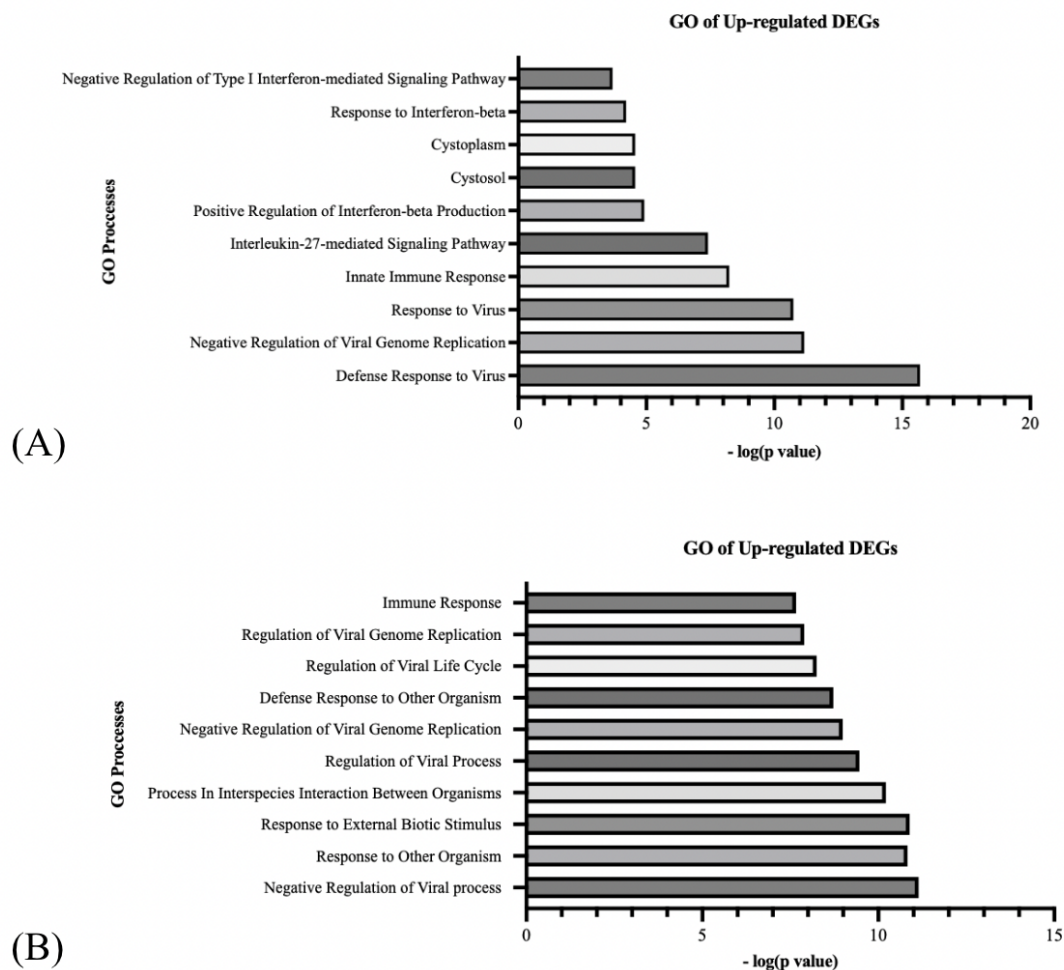 GO of Up-regulated DEGs
Negative Regulation of Type I Interferon-mediated Signaling Pathway
Response to Interferon-beta
Cystoplasm
Cystosol
Positive Regulation of Interferon-beta Production
Interleukin-27-mediated Signaling Pathway
Innate Immune Response
Response to Virus
Negative Regulation of Viral Genome Replication
Defense Response to Virus
GO Proccesses
0 5 10 15 20
- log(p value)
(A)
GO of Up-regulated DEGs
Immune Response
Regulation of Viral Genome Replication
Regulation of Viral Life Cycle
Defense Response to Other Organism
Negative Regulation of Viral Genome Replication
Regulation of Viral Process
Process In Interspecies Interaction Between Organisms
Response to External Biotic Stimulus
Response to Other Organism
Negative Regulation of Viral process
GO Proccesses
0 5 10 15
- log(p value)
(B)